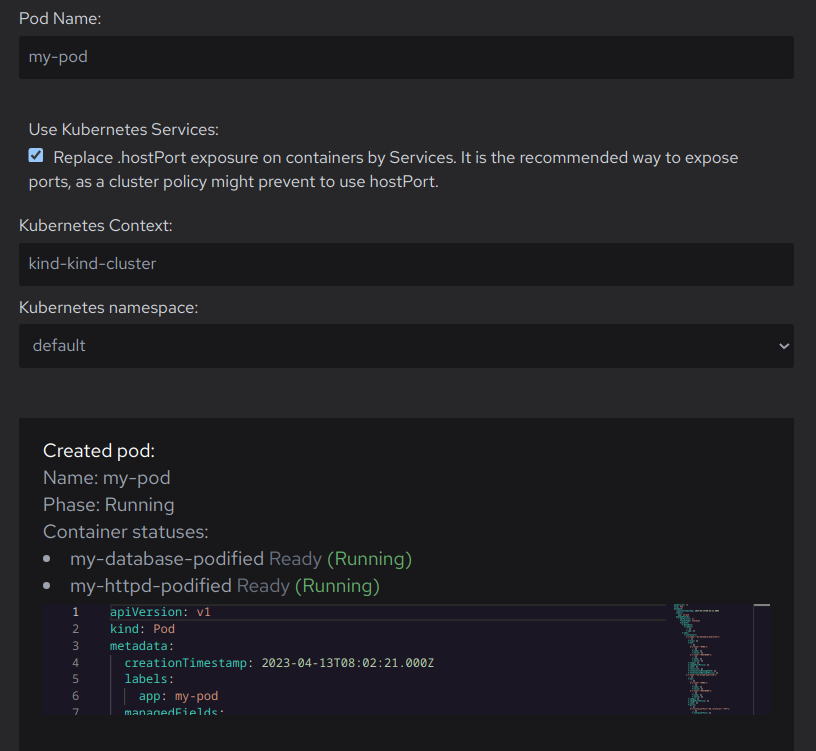 Pod Name:
my-pod
Use Kubernetes Services:
Replace .hostPort exposure on containers by Services. It is the recommended way to expose
ports, as a cluster policy might prevent to use hostPort.
Kubernetes Context:
kind-kind-cluster
Kubernetes namespace:
default
Created pod:
Name: my-pod
Phase: Running
Container statuses:
my-database-podified Ready (Running)
my-httpd-podified Ready (Running)
1 apiVersion: v1
2 kind: Pod
3 metadata:
4 creationTimestamp: 2023-04-13T08:02:21.000Z
5 labels:
6 app: my-pod
7 managedFields: